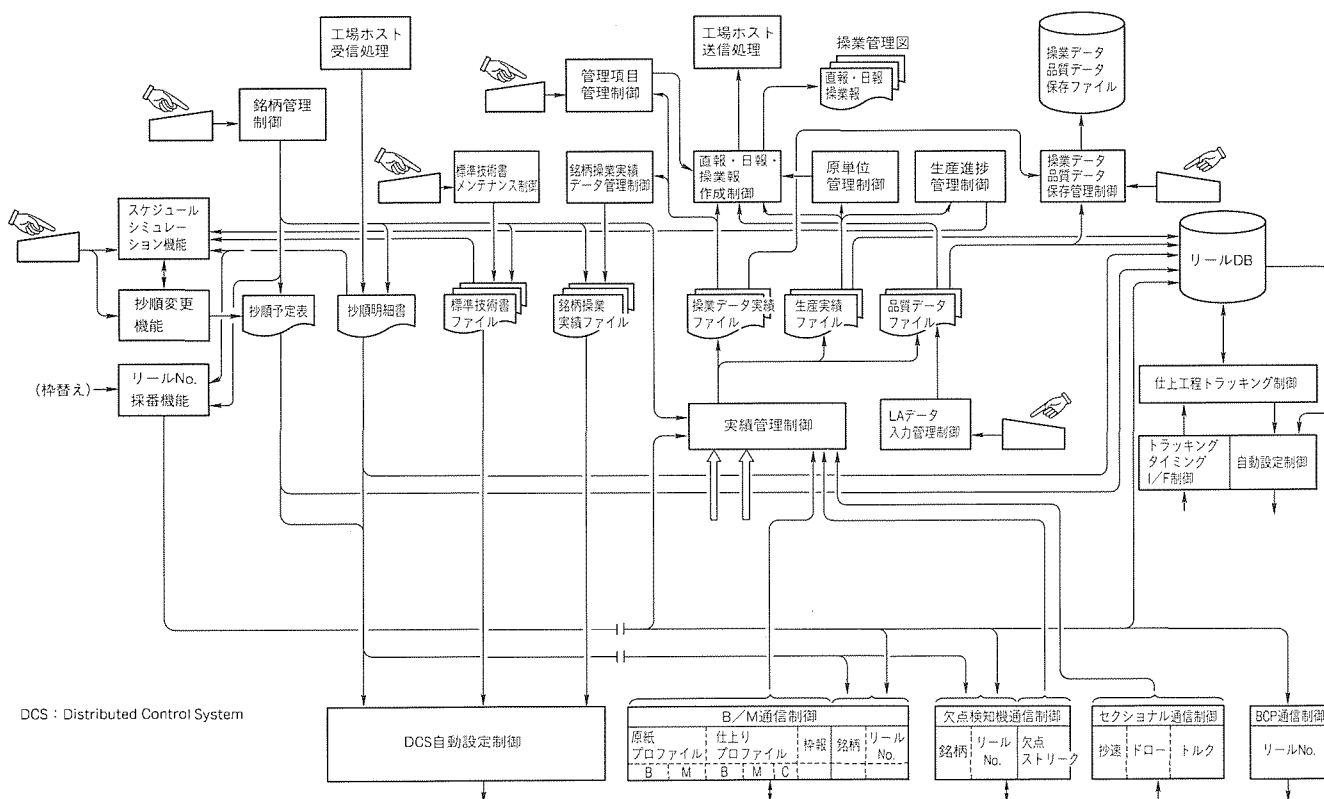 工場ホスト
受信処理
工場ホスト
送信処理
操業管理図
直報・日報
操業報
操業データ
品質データ
保存ファイル
管理項目
管理制御
銘柄管理
制御
標準技術書
メンテナンス制御
銘柄操業実績
データ管理制御
直報・日報・
操業報
作成制御
原単位
管理制御
生産進捗
管理制御
操業データ
品質データ
保存管理制御
スケジュール
シミュレー
ション機能
リールDB
抄順変更
機能
抄順予定表
抄順明細書
標準技術書
ファイル
銘柄操業
実績ファイル
操業データ実績
ファイル
生産実績
ファイル
品質データ
ファイル
(枠替え)
リールNo.
採番機能
仕上工程トラッキング制御
実績管理制御
LAデータ
入力管理制御
トラッキング
タイミング
I/F制御
自動設定制御
DCS:Distributed Control System
DCS自動設定制御
B/M通信制御
原紙
プロファイル
仕上り
プロファイル
枠報
銘柄
リール
No.
B
M
B
M
C
欠点検知機通信制御
銘柄
リール
No.
欠点
ストリーク
セクショナル通信制御
抄速
ドロー
トルク
BCP通信制御
リールNo.